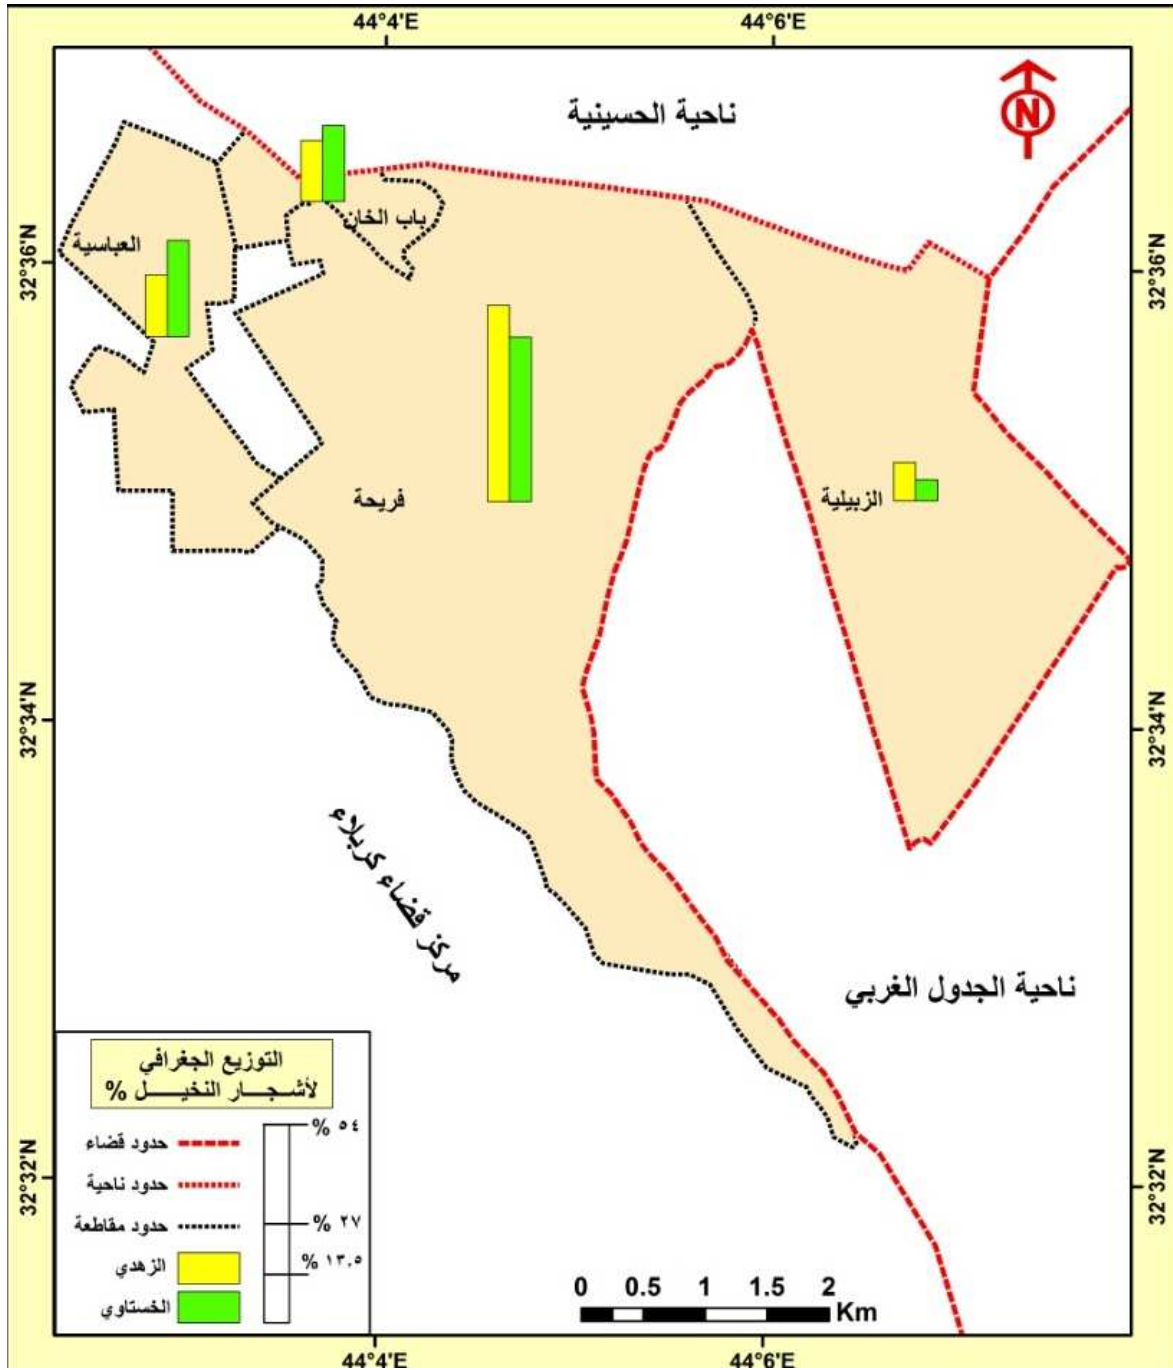 44°4'E
44°6'E
N
ناحية الحسينية
باب الخان
العباسية
32°36'N
32°36'N
فريحة
الزبيلية
32°34'N
32°34'N
مركز قضاء كربلاء
ناحية الجدول الغربي
التوزيع الجغرافي
لأشـجـــار النخيـــــل %
٥٤ %
حدود قضاء
حدود ناحية
٢٧ %
حدود مقاطعة
١٣,٥ %
الزهدي
الخستاوي
32°32'N
32°32'N
0 0.5 1 1.5 2
Km
44°4'E
44°6'E